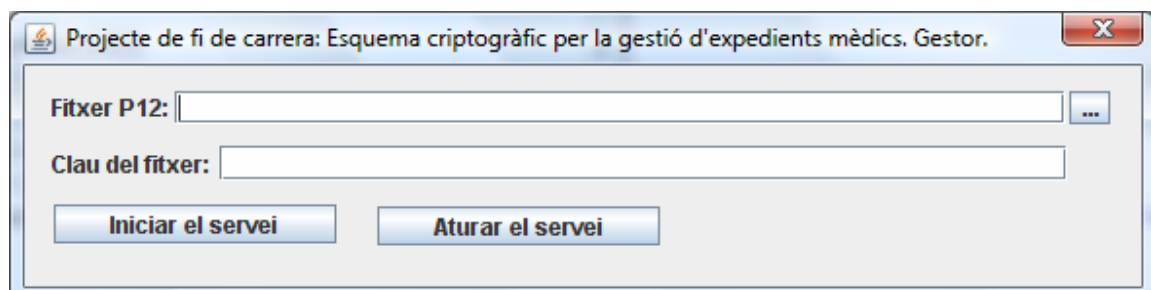 Projecte de fi de carrera: Esquema criptogràfic per la gestió d'expedients mèdics. Gestor.
Fitxer P12: ...
Clau del fitxer:
Iniciar el servei Aturar el servei